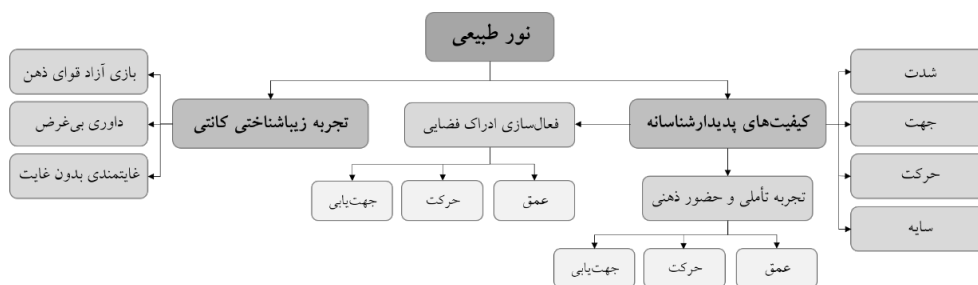 نور طبیعی
کیفیت‌های پدیدارشناسانه
شدت
جهت
حرکت
سایه
فعال‌سازی ادراک فضایی
عمق
حرکت
جهت‌یابی
تجربه تأملی و حضور ذهنی
عمق
حرکت
جهت‌یابی
تجربه زیباشناختی کانتی
بازی آزاد قوای ذهن
داوری بی‌غرض
غایتمندی بدون غایت